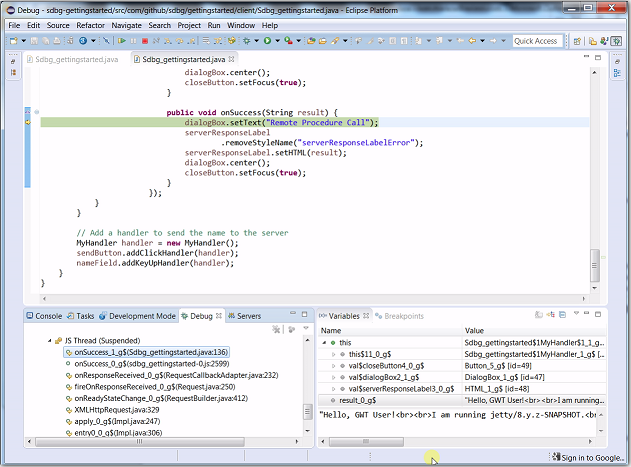 Debug - sdbg-gettingstarted/src/com/github/sdbg/gettingstarted/client/Sdbg_gettingstarted.java - Eclipse Platform
File Edit Source Refactor Navigate Search Project Run Window Help
Quick Access
Sdbg_gettingstarted.java Sdbg_gettingstarted.java
dialogBox.center();
closeButton.setFocus(true);
}
public void onSuccess(String result) {
dialogBox.setText("Remote Procedure Call");
serverResponseLabel
.removeStyleName("serverResponseLabelError");
serverResponseLabel.setHTML(result);
dialogBox.center();
closeButton.setFocus(true);
}
});
}
}
// Add a handler to send the name to the server
MyHandler handler = new MyHandler();
sendButton.addClickHandler(handler);
nameField.addKeyUpHandler(handler);
}
}
Console Tasks Development Mode Debug Servers
JS Thread (Suspended)
onSuccess_1_g$(Sdbg_gettingstarted.java:136)
onSuccess_0_g$(sdbg_gettingstarted-0.js:2599)
onResponseReceived_0_g$(RequestCallbackAdapter.java:232)
fireOnResponseReceived_0_g$(Request.java:250)
onReadyStateChange_0_g$(RequestBuilder.java:412)
XMLHttpRequest.java:329
apply_0_g$(Impl.java:247)
entry0_0_g$(Impl.java:306)
Variables Breakpoints
Name Value
this Sdbg_gettingstarted$1MyHandler$1_1_g
this$11_0_g$ Sdbg_gettingstarted$1MyHandler_1_g$ [
val$closeButton4_0_g$ Button_5_g$ [id=49]
val$dialogBox2_1_g$ DialogBox_1_g$ [id=47]
val$serverResponseLabel3_0_g$ HTML_1_g$ [id=48]
result_0_g$ "Hello, GWT User!<br><br>I am running
"Hello, GWT User!<br><br>I am running jetty/8.y.z-SNAPSHOT.<br
Sign in to Google...